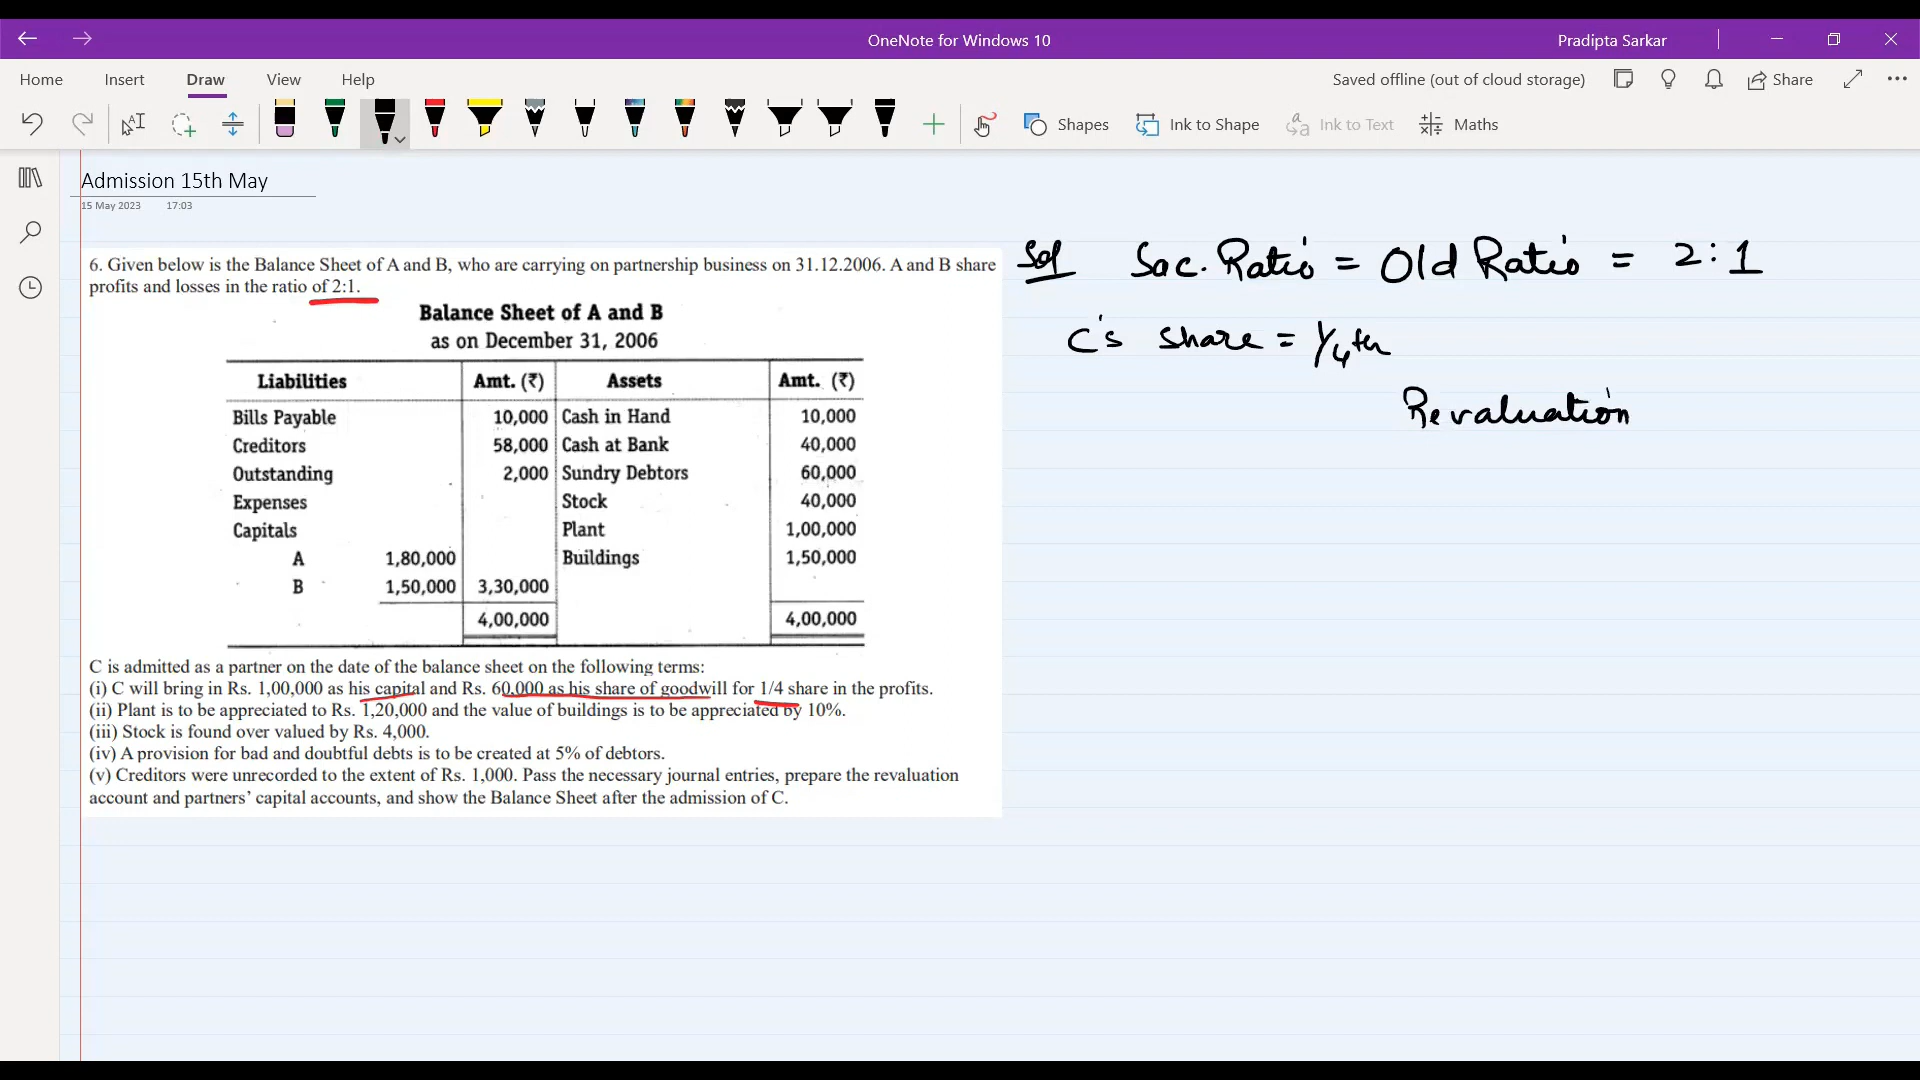 OneNote for Windows 10
Pradipta Sarkar
Home Insert Draw View Help
Saved offline (out of cloud storage) Share
Shapes Ink to Shape Ink to Text Maths
Admission 15th May
15 May 2023 17:03
6. Given below is the Balance Sheet of A and B, who are carrying on partnership business on 31.12.2006. A and B share
profits and losses in the ratio of 2:1.
Balance Sheet of A and B
as on December 31, 2006
Liabilities Amt. (₹) Assets Amt. (₹)
Bills Payable 10,000 Cash in Hand 10,000
Creditors 58,000 Cash at Bank 40,000
Outstanding 2,000 Sundry Debtors 60,000
Expenses Stock 40,000
Capitals Plant 1,00,000
A 1,80,000 Buildings 1,50,000
B 1,50,000 3,30,000
4,00,000 4,00,000
C is admitted as a partner on the date of the balance sheet on the following terms:
(i) C will bring in Rs. 1,00,000 as his capital and Rs. 60,000 as his share of goodwill for 1/4 share in the profits.
(ii) Plant is to be appreciated to Rs. 1,20,000 and the value of buildings is to be appreciated by 10%.
(iii) Stock is found over valued by Rs. 4,000.
(iv) A provision for bad and doubtful debts is to be created at 5% of debtors.
(v) Creditors were unrecorded to the extent of Rs. 1,000. Pass the necessary journal entries, prepare the revaluation
account and partners’ capital accounts, and show the Balance Sheet after the admission of C.
Sol Sac. Ratio = Old Ratio = 2:1
C's share = 1/4th
Revaluation